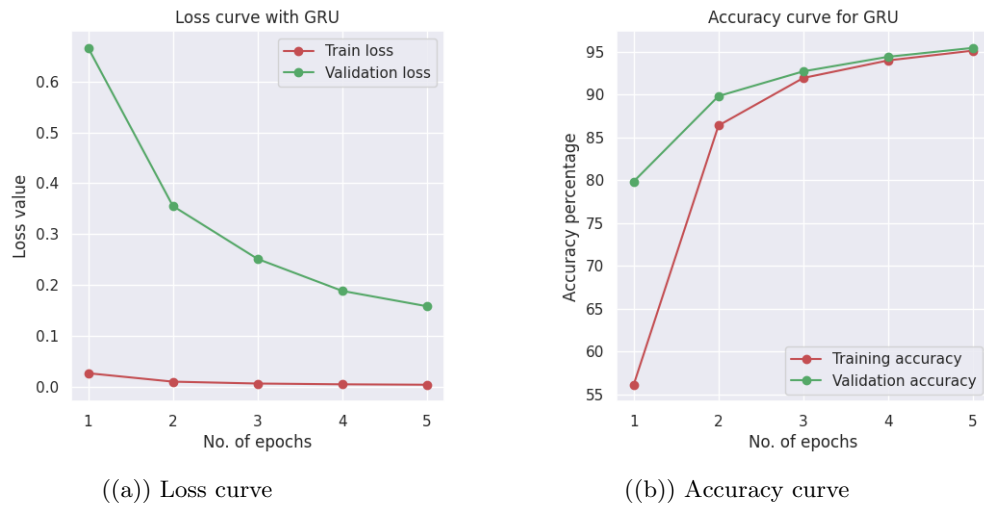 Loss curve with GRU
Train loss
Validation loss
0.6
0.5
0.4
0.3
0.2
0.1
0.0
Loss value
1 2 3 4 5
No. of epochs
((a)) Loss curve
Accuracy curve for GRU
95
90
85
80
75
70
65
60
55
Accuracy percentage
Training accuracy
Validation accuracy
1 2 3 4 5
No. of epochs
((b)) Accuracy curve